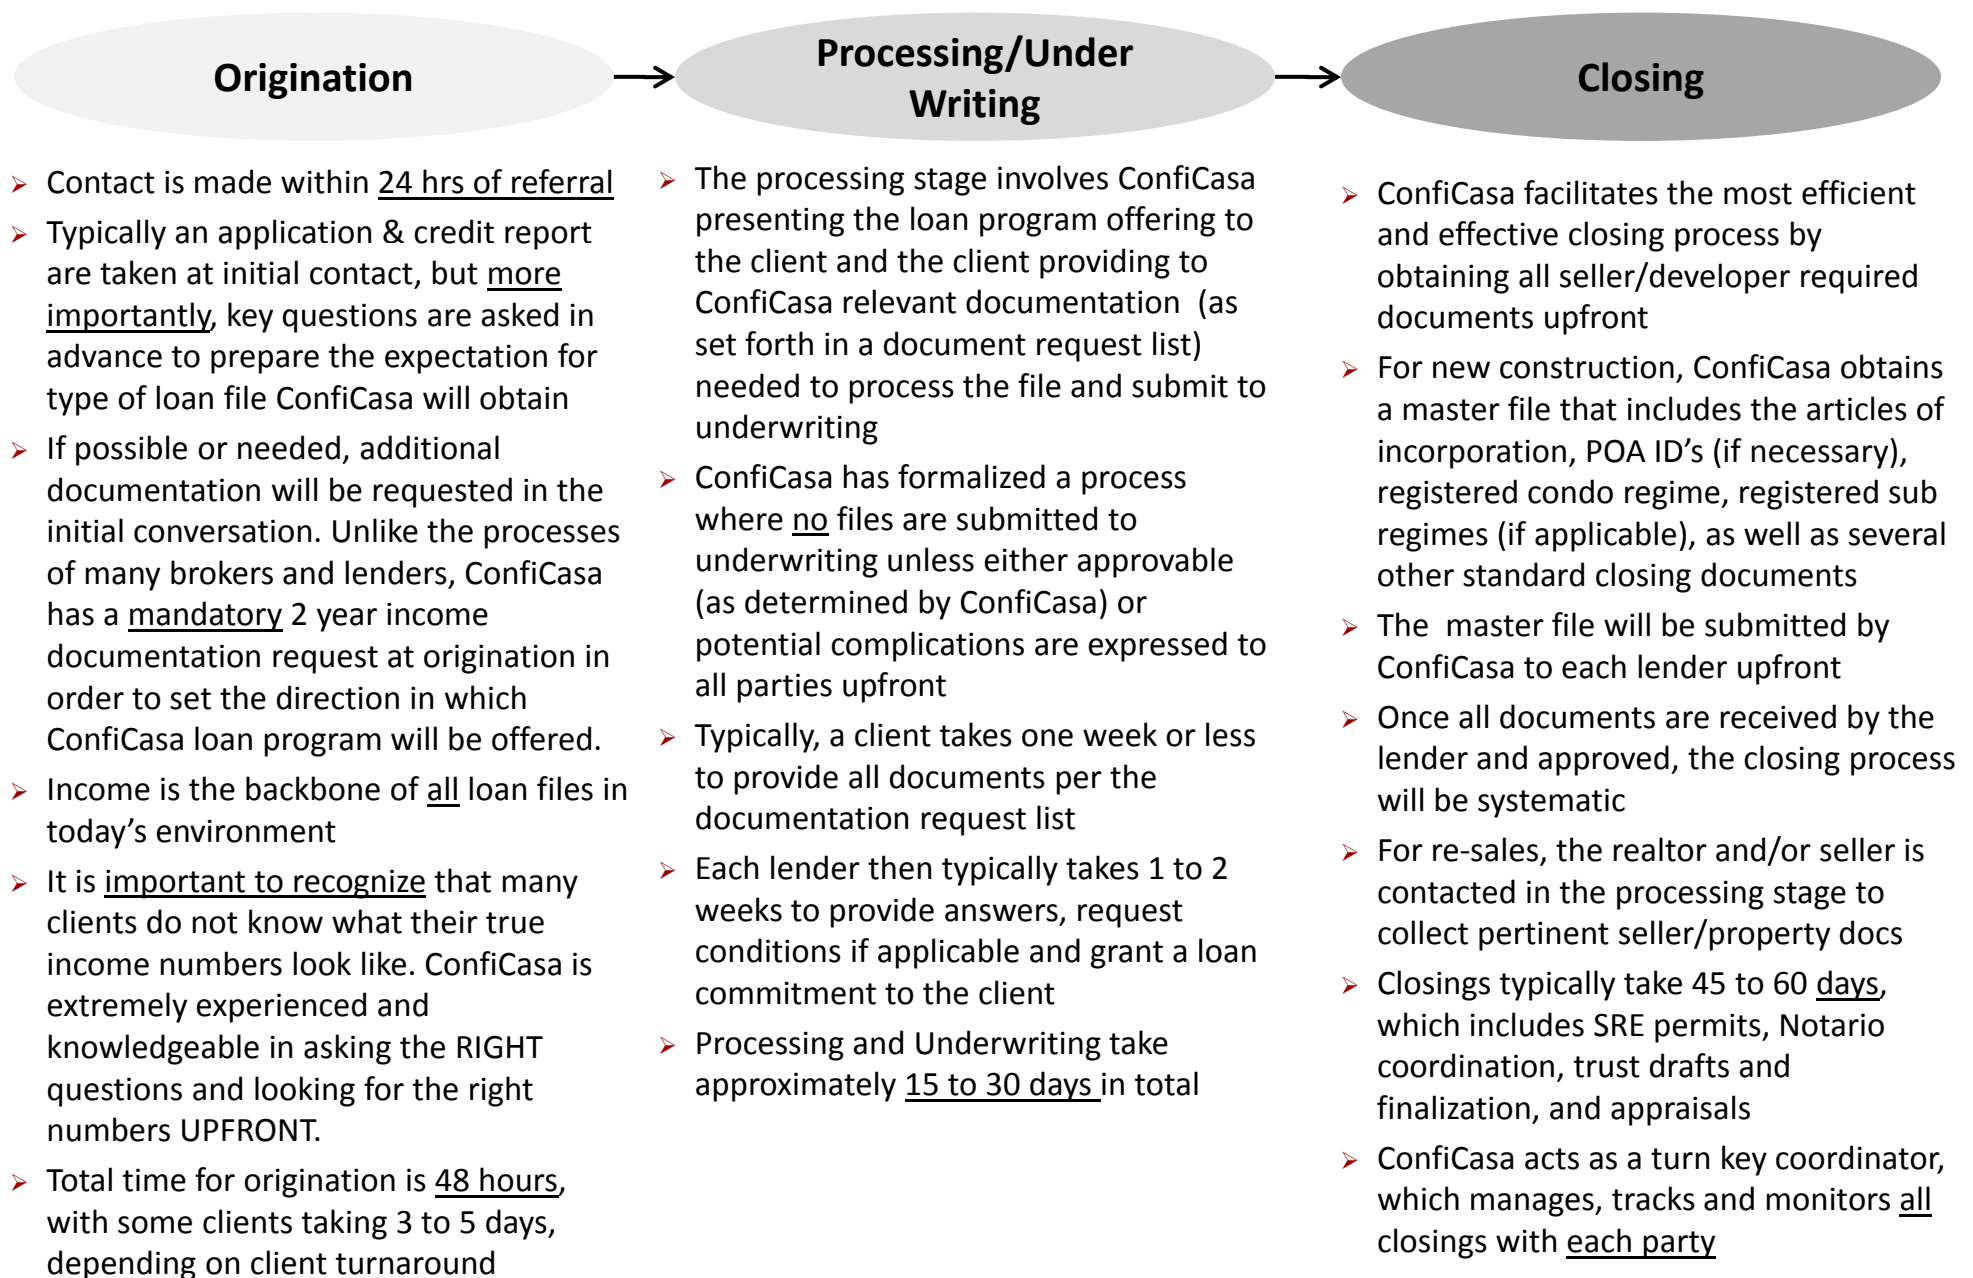 Origination
Processing/Under
Writing
Closing
Contact is made within 24 hrs of referral
Typically an application & credit report
are taken at initial contact, but more
importantly, key questions are asked in
advance to prepare the expectation for
type of loan file ConfiCasa will obtain
If possible or needed, additional
documentation will be requested in the
initial conversation. Unlike the processes
of many brokers and lenders, ConfiCasa
has a mandatory 2 year income
documentation request at origination in
order to set the direction in which
ConfiCasa loan program will be offered.
Income is the backbone of all loan files in
today’s environment
It is important to recognize that many
clients do not know what their true
income numbers look like. ConfiCasa is
extremely experienced and
knowledgeable in asking the RIGHT
questions and looking for the right
numbers UPFRONT.
Total time for origination is 48 hours,
with some clients taking 3 to 5 days,
depending on client turnaround
The processing stage involves ConfiCasa
presenting the loan program offering to
the client and the client providing to
ConfiCasa relevant documentation (as
set forth in a document request list)
needed to process the file and submit to
underwriting
ConfiCasa has formalized a process
where no files are submitted to
underwriting unless either approvable
(as determined by ConfiCasa) or
potential complications are expressed to
all parties upfront
Typically, a client takes one week or less
to provide all documents per the
documentation request list
Each lender then typically takes 1 to 2
weeks to provide answers, request
conditions if applicable and grant a loan
commitment to the client
Processing and Underwriting take
approximately 15 to 30 days in total
ConfiCasa facilitates the most efficient
and effective closing process by
obtaining all seller/developer required
documents upfront
For new construction, ConfiCasa obtains
a master file that includes the articles of
incorporation, POA ID’s (if necessary),
registered condo regime, registered sub
regimes (if applicable), as well as several
other standard closing documents
The master file will be submitted by
ConfiCasa to each lender upfront
Once all documents are received by the
lender and approved, the closing process
will be systematic
For re-sales, the realtor and/or seller is
contacted in the processing stage to
collect pertinent seller/property docs
Closings typically take 45 to 60 days,
which includes SRE permits, Notario
coordination, trust drafts and
finalization, and appraisals
ConfiCasa acts as a turn key coordinator,
which manages, tracks and monitors all
closings with each party